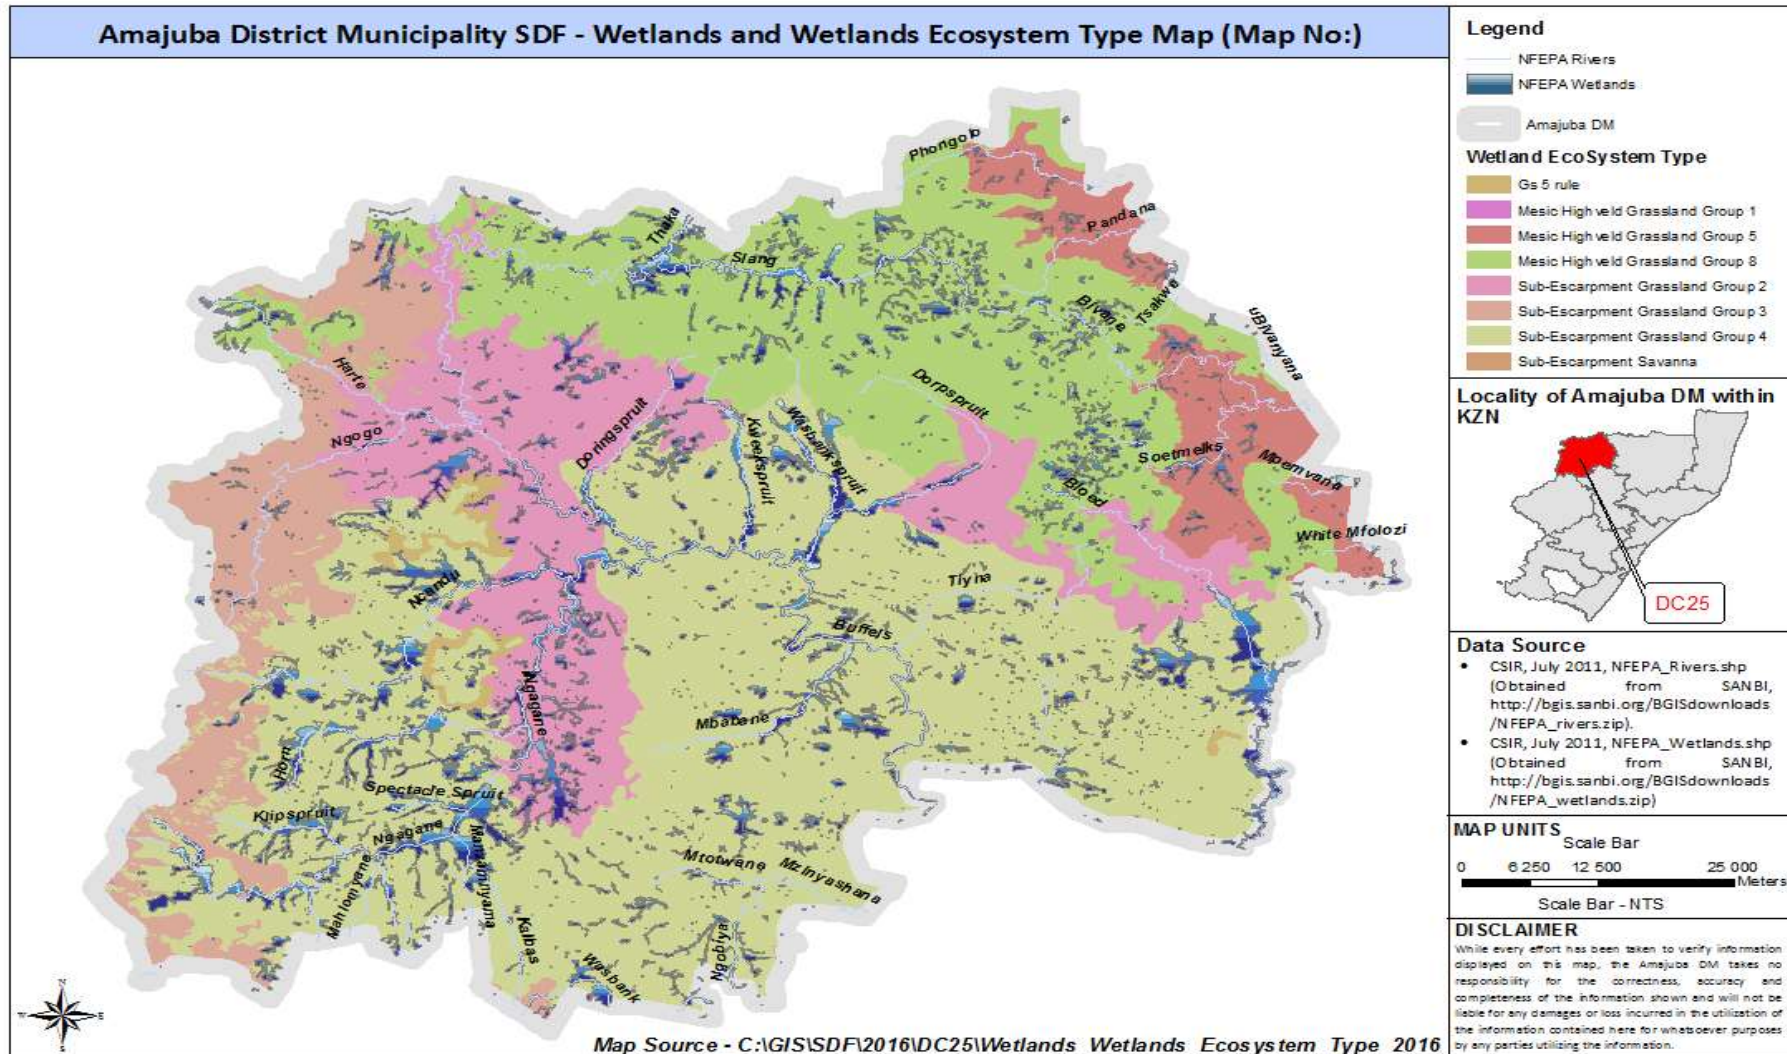 Amajuba District Municipality SDF - Wetlands and Wetlands Ecosystem Type Map (Map No:)
Phongolo
Pandana
Thaka
Slang
Bivane
Tsakwe
uBivanyana
Harte
Ngogo
Doringspruit
Kweekspruit
Wasbankspruit
Dorpspruit
Soetmelks
Mpemvana
Bloed
White Mfolozi
Ncandu
Tlyna
Buffels
Ngagane
Mbabane
Horn
Spectacle Spruit
Klipspruit
Ngagane
Manzamnyama
Mahlomyane
Mtotwane
Mzinyashana
Kalbas
Wasbank
Ngobiya
N
W
E
S
Map Source - C:\GIS\SDF\2016\DC25\Wetlands Wetlands Ecosystem Type 2016
Legend
NFEPA Rivers
NFEPA Wetlands
Amajuba DM
Wetland EcoSystem Type
Gs 5 rule
Mesic Highveld Grassland Group 1
Mesic Highveld Grassland Group 5
Mesic Highveld Grassland Group 8
Sub-Escarpment Grassland Group 2
Sub-Escarpment Grassland Group 3
Sub-Escarpment Grassland Group 4
Sub-Escarpment Savanna
Locality of Amajuba DM within
KZN
DC25
Data Source
• CSIR, July 2011, NFEPA_Rivers.shp
(Obtained from SANBI,
http://bgis.sanbi.org/BGISdownloads
/NFEPA_rivers.zip).
• CSIR, July 2011, NFEPA_Wetlands.shp
(Obtained from SANBI,
http://bgis.sanbi.org/BGISdownloads
/NFEPA_wetlands.zip)
MAP UNITS
Scale Bar
0 6 250 12 500 25 000
Meters
Scale Bar - NTS
DISCLAIMER
While every effort has been taken to verify information
displayed on this map, the Amajuba DM takes no
responsibility for the correctness, accuracy and
completeness of the information shown and will not be
liable for any damages or loss incurred in the utilization of
the information contained here for whatsoever purposes
by any parties utilizing the information.